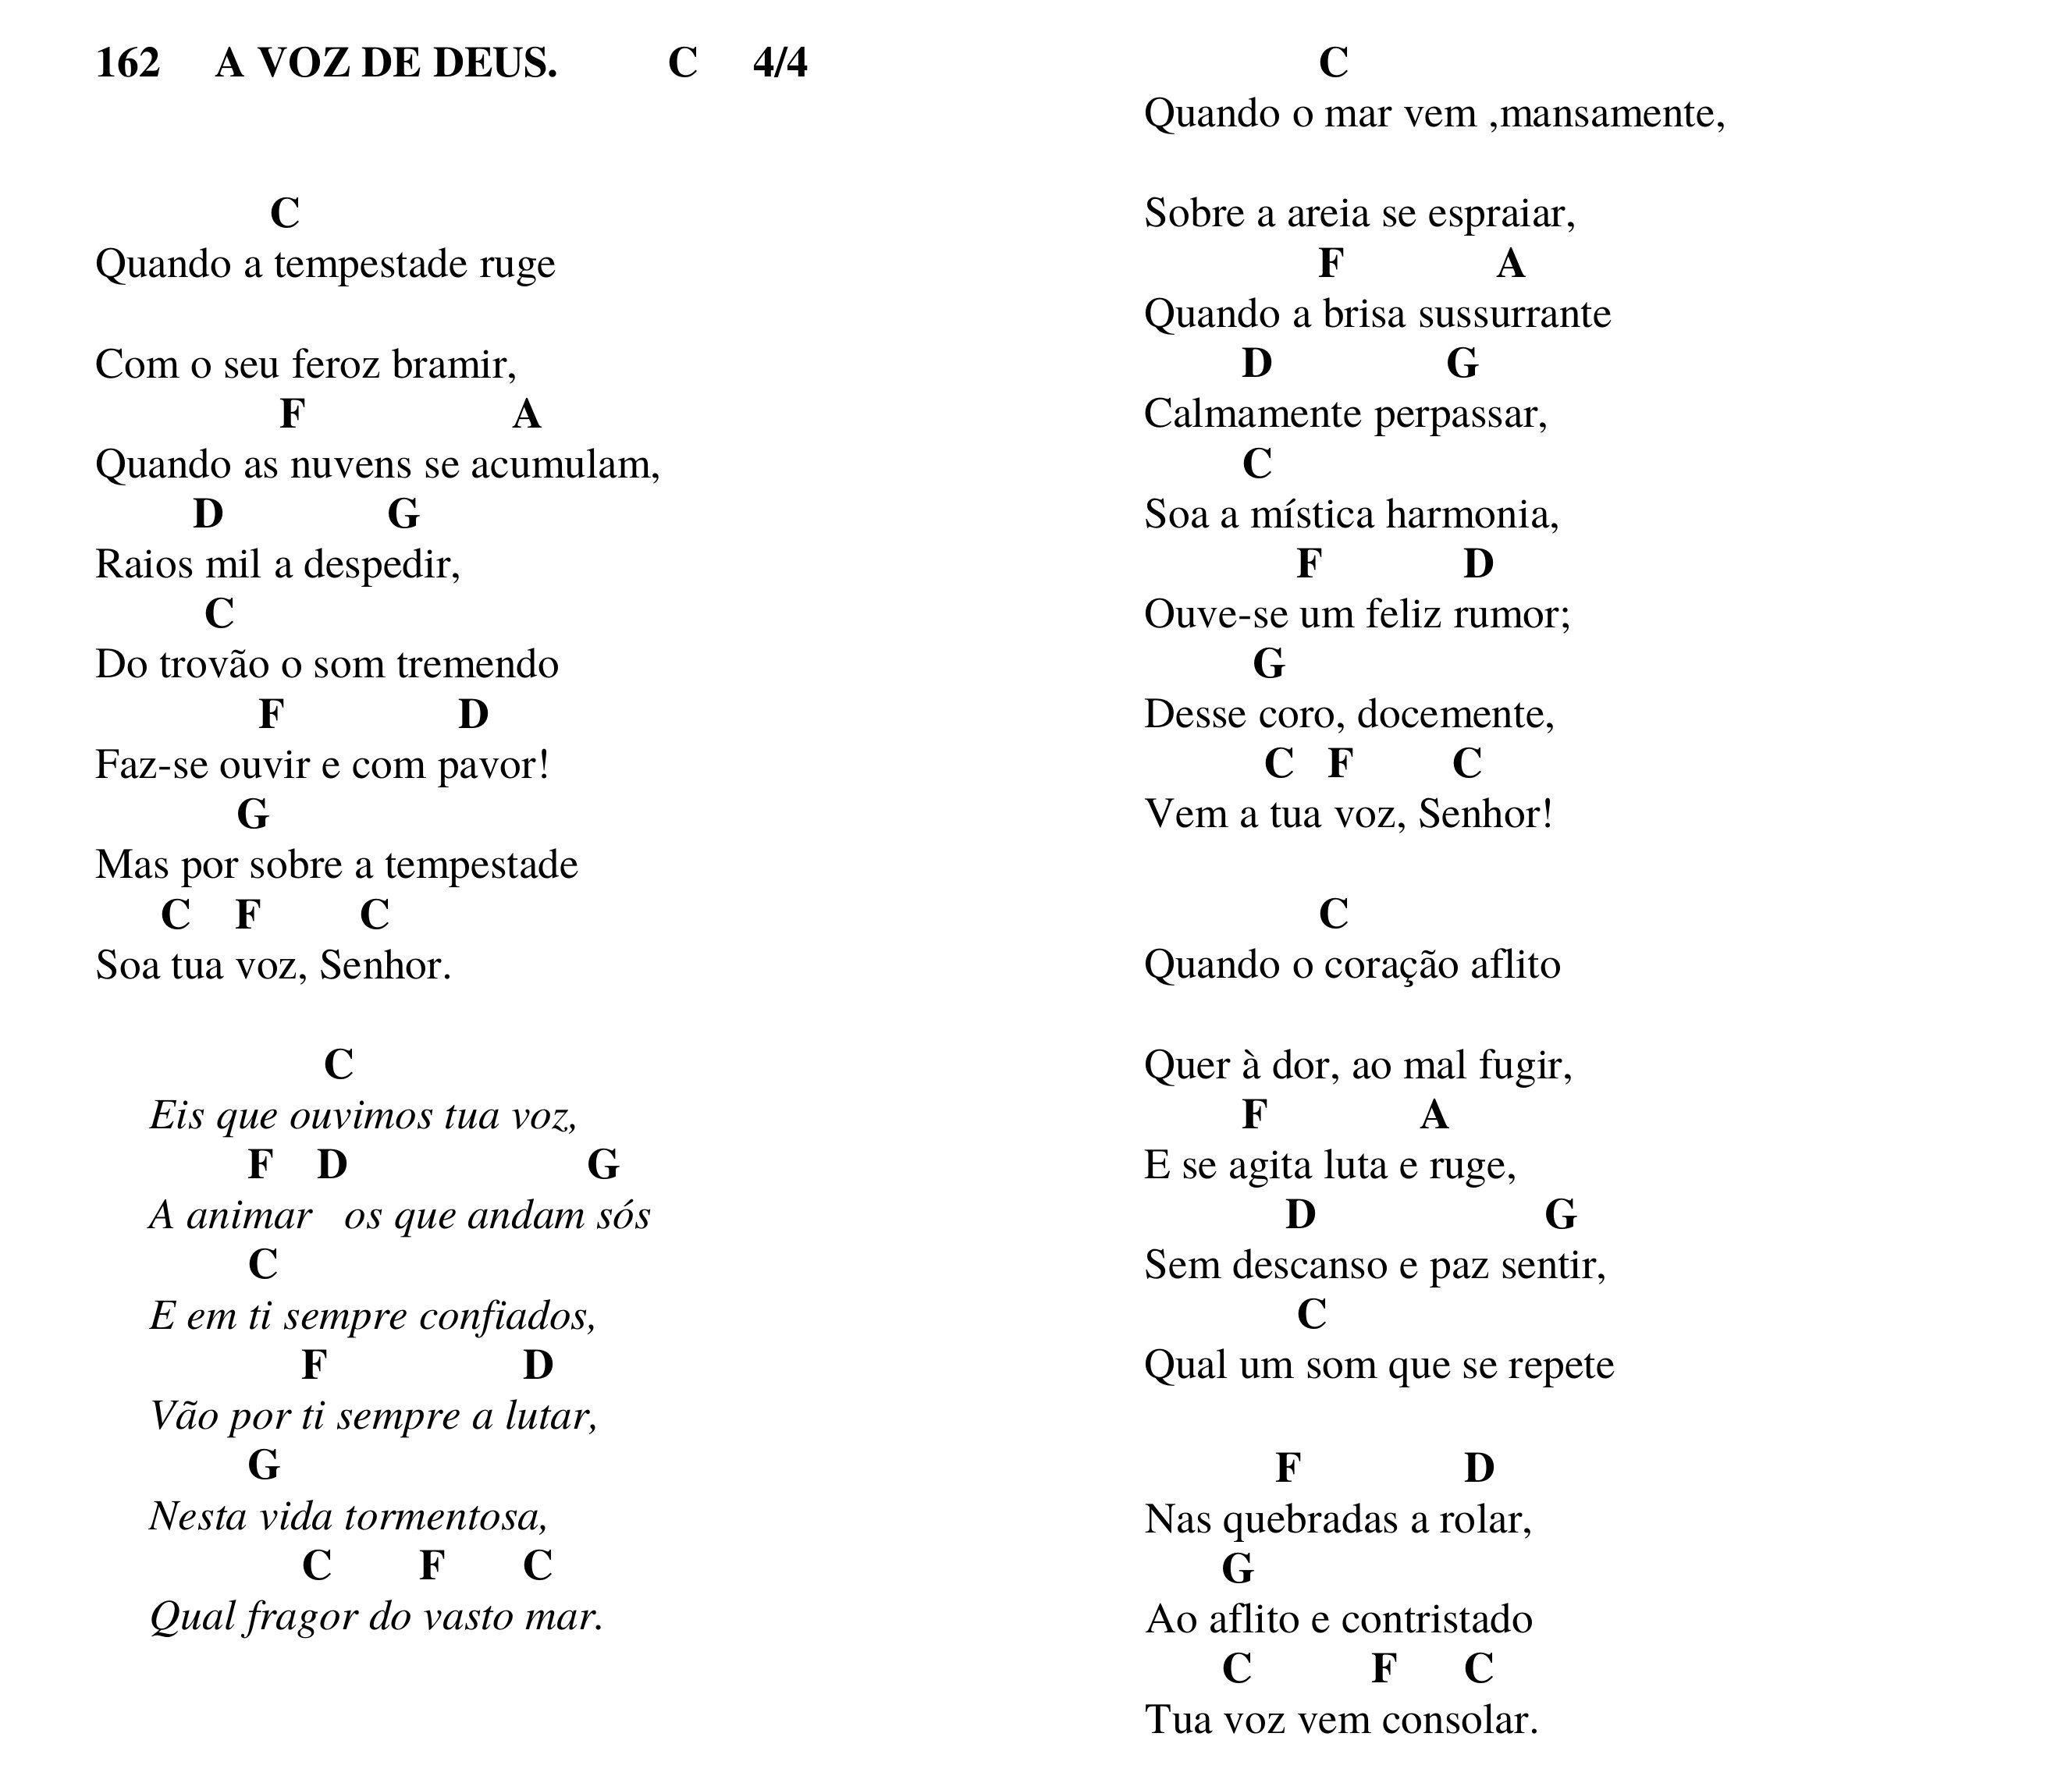 162 A VOZ DE DEUS. C 4/4
C
Quando a tempestade ruge
Com o seu feroz bramir,
F A
Quando as nuvens se acumulam,
D G
Raios mil a despedir,
C
Do trovão o som tremendo
F D
Faz-se ouvir e com pavor!
G
Mas por sobre a tempestade
C F C
Soa tua voz, Senhor.
C
Eis que ouvimos tua voz,
F D G
A animar os que andam sós
C
E em ti sempre confiados,
F D
Vão por ti sempre a lutar,
G
Nesta vida tormentosa,
C F C
Qual fragor do vasto mar.
C
Quando o mar vem ,mansamente,
Sobre a areia se espraiar,
F A
Quando a brisa sussurrante
D G
Calmamente perpassar,
C
Soa a mística harmonia,
F D
Ouve-se um feliz rumor;
G
Desse coro, docemente,
C F C
Vem a tua voz, Senhor!
C
Quando o coração aflito
Quer à dor, ao mal fugir,
F A
E se agita luta e ruge,
D G
Sem descanso e paz sentir,
C
Qual um som que se repete
F D
Nas quebradas a rolar,
G
Ao aflito e contristado
C F C
Tua voz vem consolar.